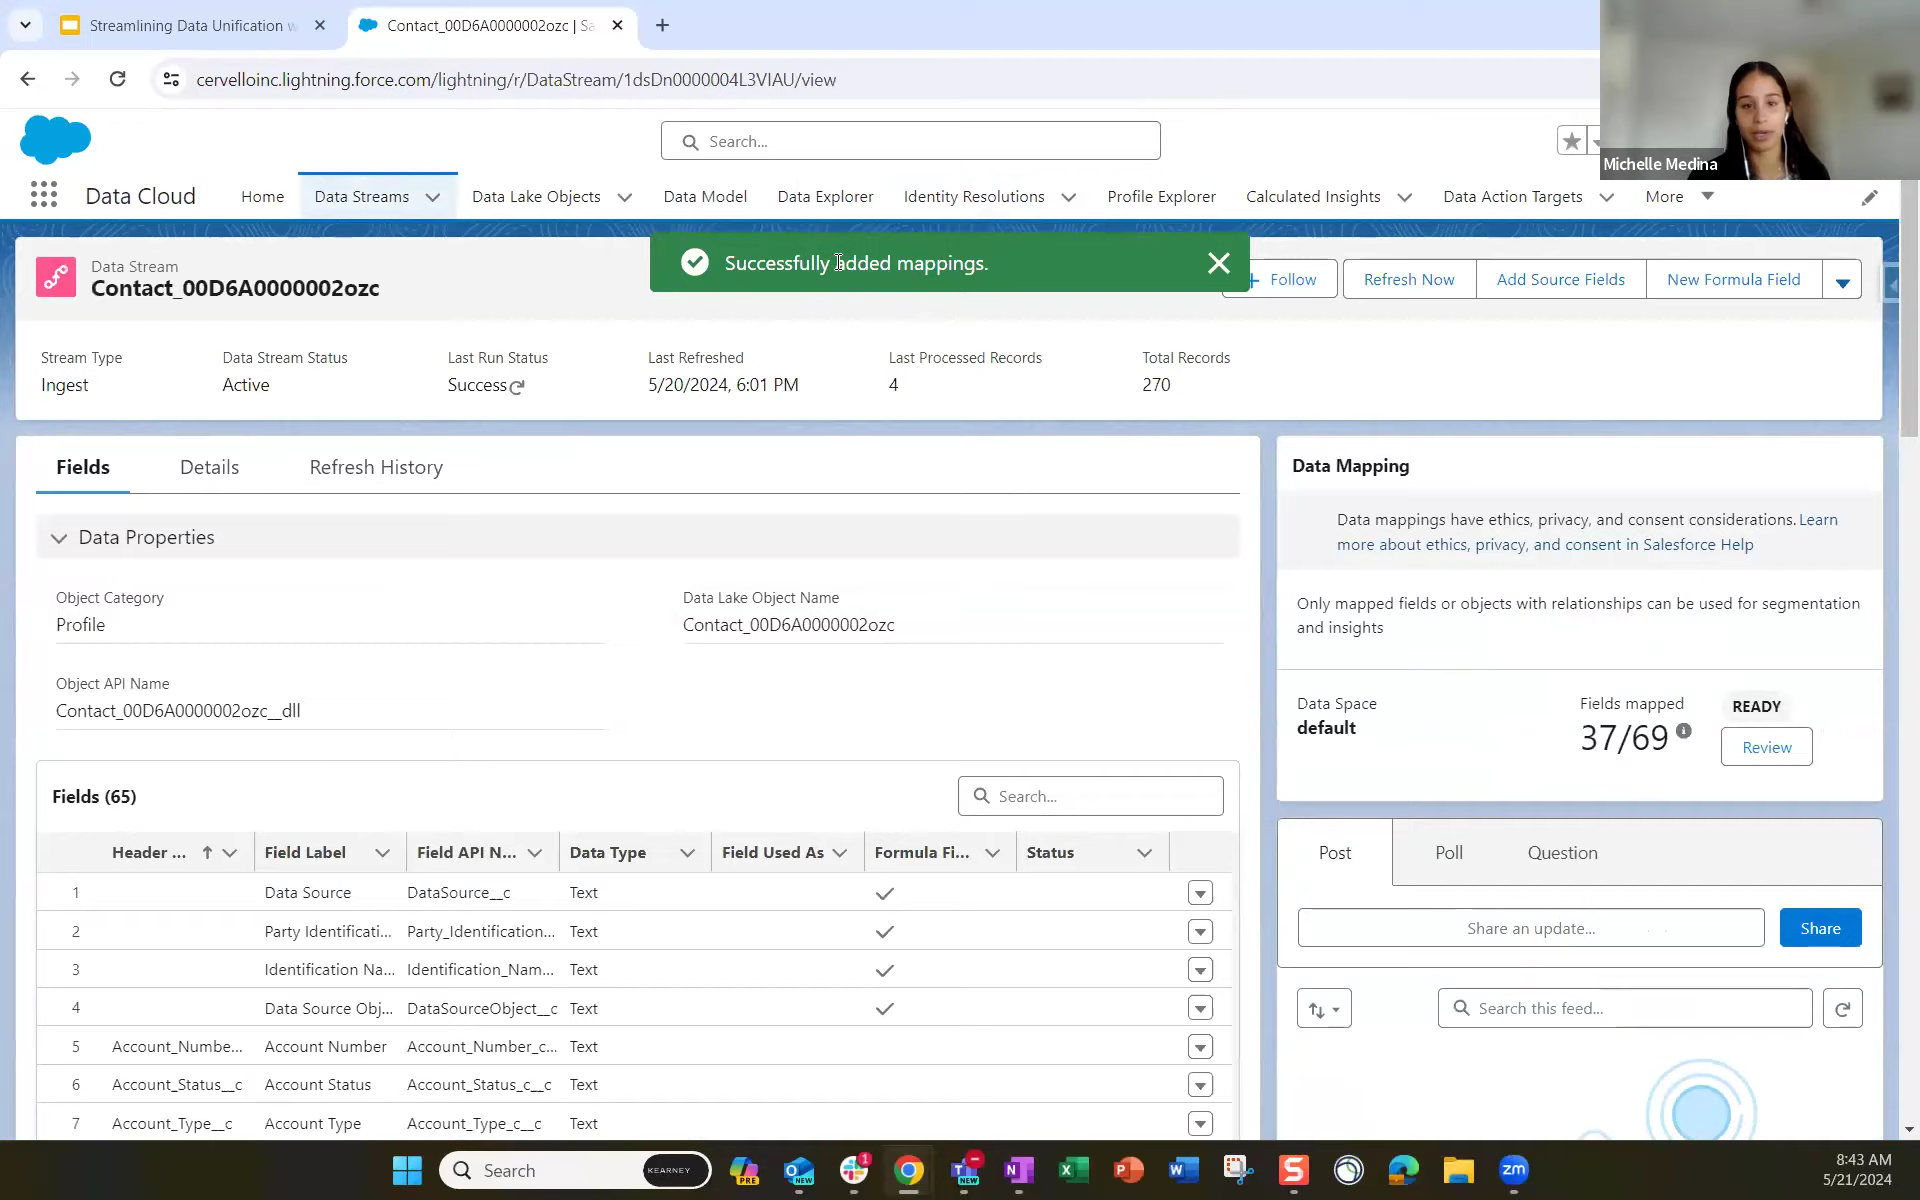 Streamlining Data Unification w
Contact_00D6A0000002ozc | Sa
cervelloinc.lightning.force.com/lightning/r/DataStream/1dsDn0000004L3VIAU/view
Michelle Medina
Search...
Data Cloud
Home
Data Streams
Data Lake Objects
Data Model
Data Explorer
Identity Resolutions
Profile Explorer
Calculated Insights
Data Action Targets
More
Successfully added mappings.
Data Stream
Contact_00D6A0000002ozc
Follow
Refresh Now
Add Source Fields
New Formula Field
Stream Type
Ingest
Data Stream Status
Active
Last Run Status
Success
Last Refreshed
5/20/2024, 6:01 PM
Last Processed Records
4
Total Records
270
Fields
Details
Refresh History
Data Properties
Object Category
Profile
Data Lake Object Name
Contact_00D6A0000002ozc
Object API Name
Contact_00D6A0000002ozc__dll
Fields (65)
Search...
Header ... Field Label Field API N... Data Type Field Used As Formula Fi... Status
1 Data Source DataSource__c Text
2 Party Identificati... Party_Identification... Text
3 Identification Na... Identification_Nam... Text
4 Data Source Obj... DataSourceObject__c Text
5 Account_Numbe... Account Number Account_Number_c... Text
6 Account_Status__c Account Status Account_Status_c__c Text
7 Account_Type__c Account Type Account_Type_c__c Text
Data Mapping
Data mappings have ethics, privacy, and consent considerations. Learn
more about ethics, privacy, and consent in Salesforce Help
Only mapped fields or objects with relationships can be used for segmentation
and insights
Data Space
default
Fields mapped
37/69
READY
Review
Post
Poll
Question
Share an update...
Share
Search this feed...
Search
KEARNEY
PRE
NEW
1
NEW
zm
8:43 AM
5/21/2024